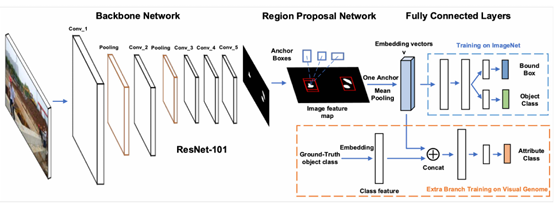 Backbone Network
Region Proposal Network
Fully Connected Layers
Conv_1
Pooling
Conv_2
Pooling
Conv_3
Conv_4
Conv_5
ResNet-101
Anchor
Boxes
Image feature
map
One Anchor
Mean
Pooling
Embedding vectors
v
Training on ImageNet
Bound
Box
Object
Class
Ground-Truth
object class
Embedding
Class feature
Concat
Attribute
Class
Extra Branch Training on Visual Genome